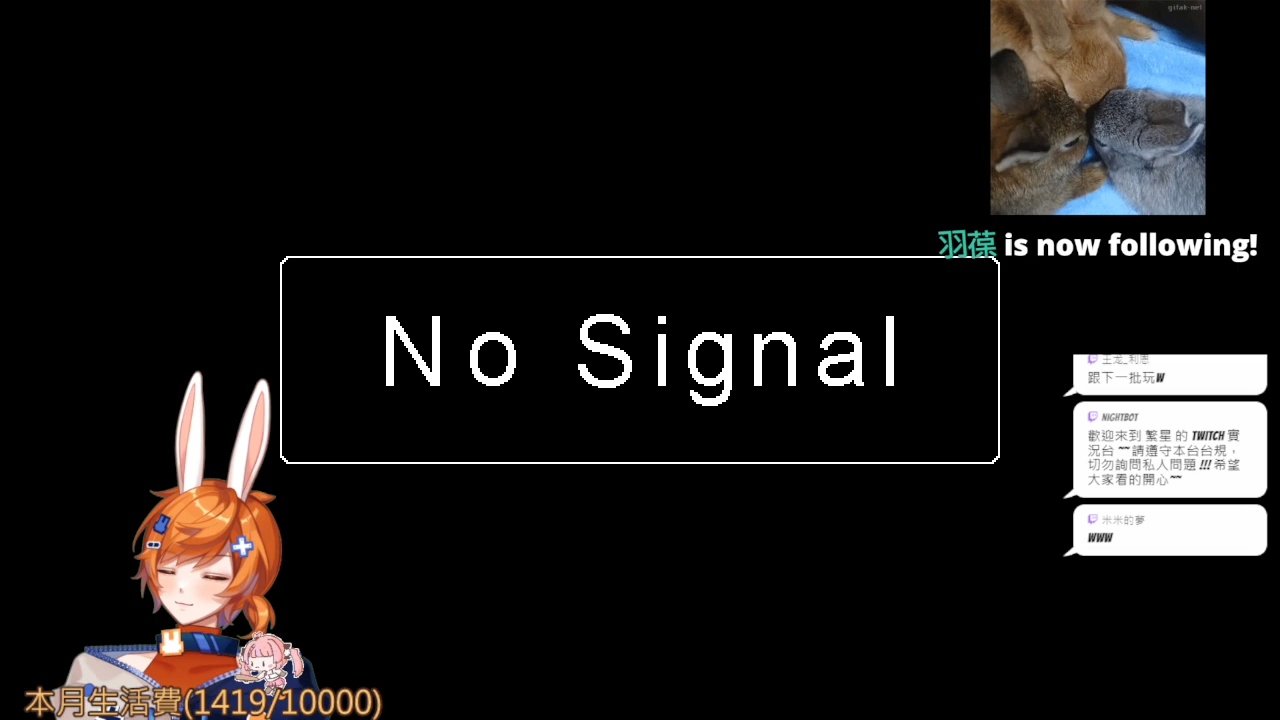 gifak-net
羽葆 is now following!
No Signal
跟下一批玩W
NIGHTBOT
歡迎來到 繁星 的 TWITCH 實
況台 ~~ 請遵守本台台規，
切勿詢問私人問題 !!! 希望
大家看的開心~~
米米的夢
WWW
本月生活費(1419/10000)